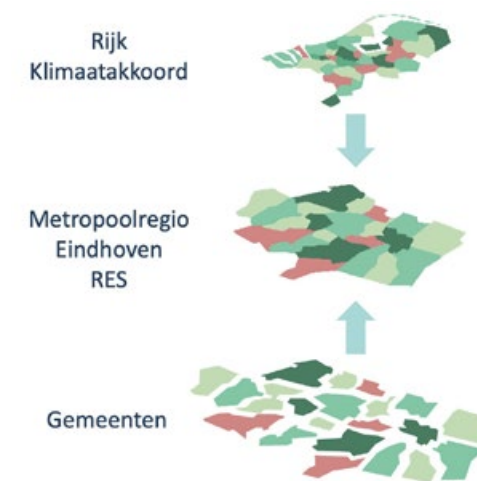 Rijk
Klimaatakkoord
Metropoolregio
Eindhoven
RES
Gemeenten